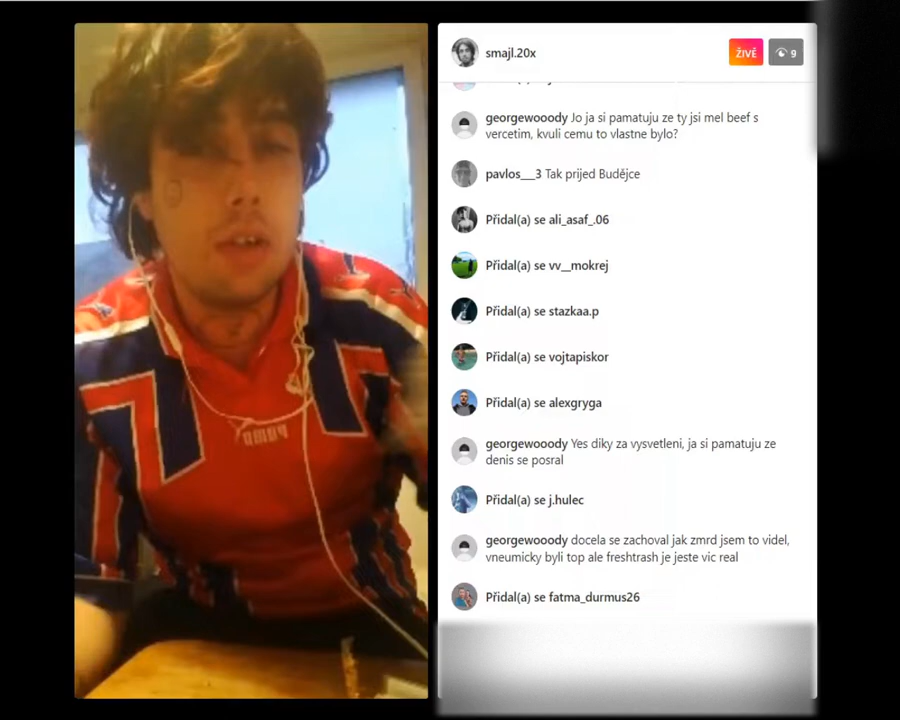 smajl.20x
ŽIVĚ
9
georgewooody Jo ja si pamatuju ze ty jsi mel beef s
vercetim, kvuli cemu to vlastne bylo?
pavlos___3 Tak prijed Budějce
Přidal(a) se ali_asaf_.06
Přidal(a) se vv__mokrej
Přidal(a) se stazkaa.p
Přidal(a) se vojtapiskor
Přidal(a) se alexgryga
georgewooody Yes diky za vysvetleni, ja si pamatuju ze
denis se posral
Přidal(a) se j.hulec
georgewooody docela se zachoval jak zmrd jsem to videl,
vneumicky byli top ale freshtrash je jeste vic real
Přidal(a) se fatma_durmus26